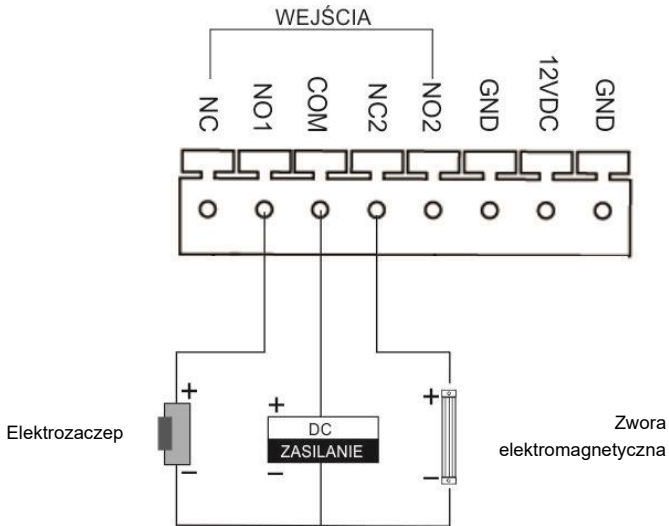 WEJŚCIA
NC NO1 COM NC2 NO2 GND 12VDC GND
+ + +
Elektrozaczep
DC
ZASILANIE
Zwora
elektromagnetyczna
− − −